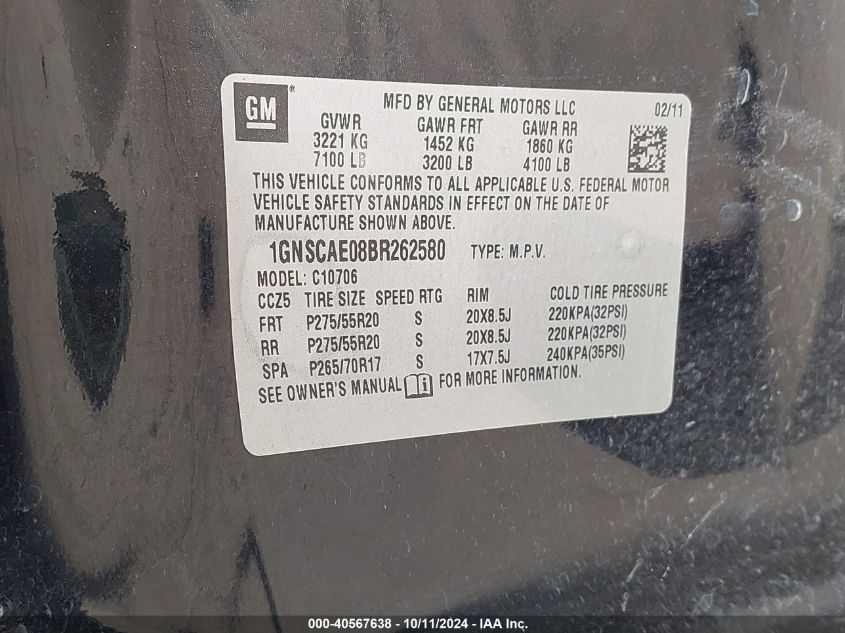 GM ® MFD BY GENERAL MOTORS LLC 02/11
GVWR GAWR FRT GAWR RR
3221 KG 1452 KG 1860 KG
7100 LB 3200 LB 4100 LB
THIS VEHICLE CONFORMS TO ALL APPLICABLE U.S. FEDERAL MOTOR
VEHICLE SAFETY STANDARDS IN EFFECT ON THE DATE OF
MANUFACTURE SHOWN ABOVE.
1GNSCAE08BR262580 TYPE: M.P.V.
MODEL: C10706
CCZ5 TIRE SIZE SPEED RTG RIM COLD TIRE PRESSURE
FRT P275/55R20 S 20X8.5J 220KPA(32PSI)
RR P275/55R20 S 20X8.5J 220KPA(32PSI)
SPA P265/70R17 S 17X7.5J 240KPA(35PSI)
SEE OWNER'S MANUAL FOR MORE INFORMATION.
000-40567638 - 10/11/2024 - IAA Inc.